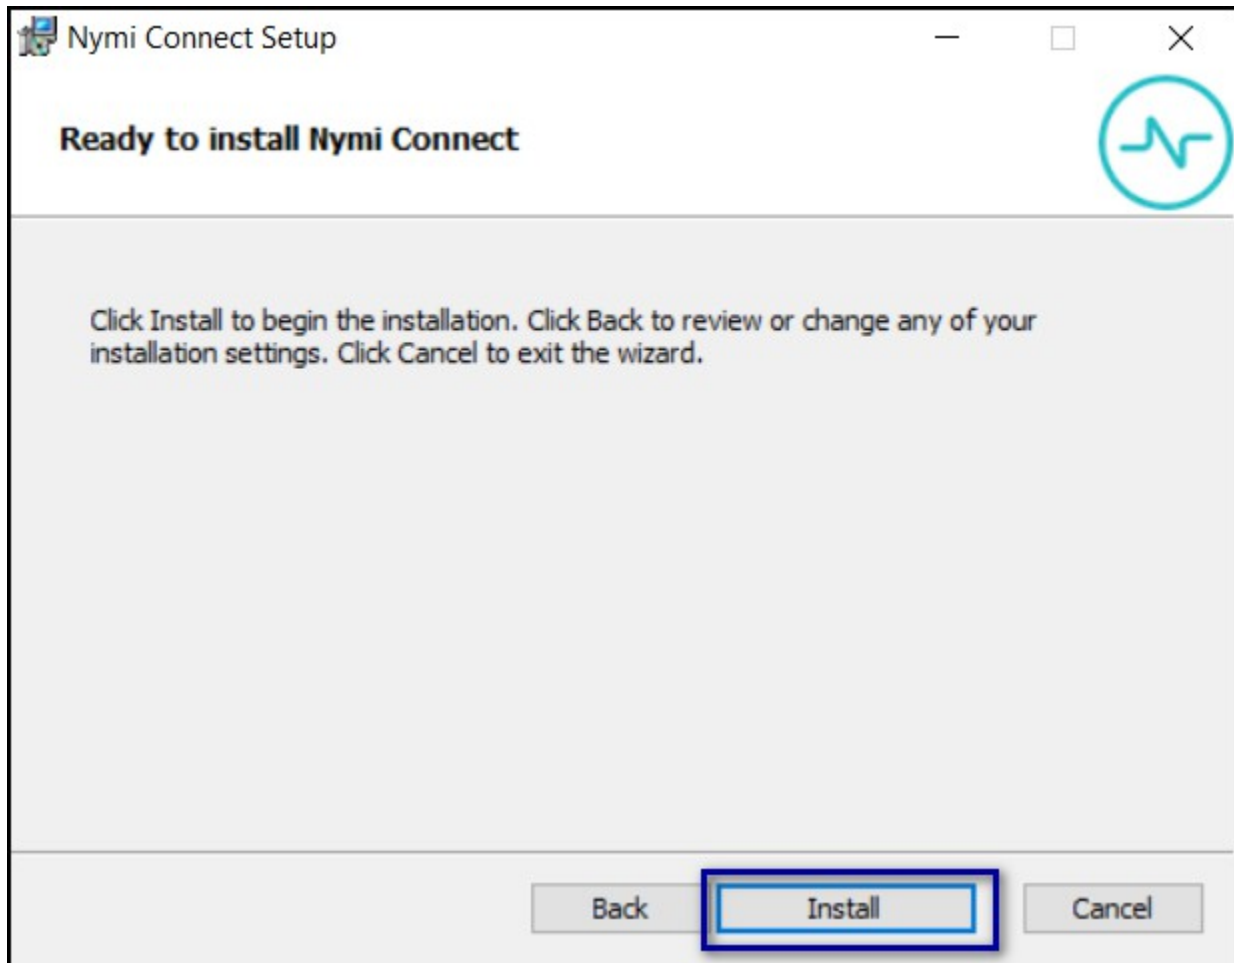 Nymi Connect Setup
Ready to install Nymi Connect
Click Install to begin the installation. Click Back to review or change any of your
installation settings. Click Cancel to exit the wizard.
Back Install Cancel